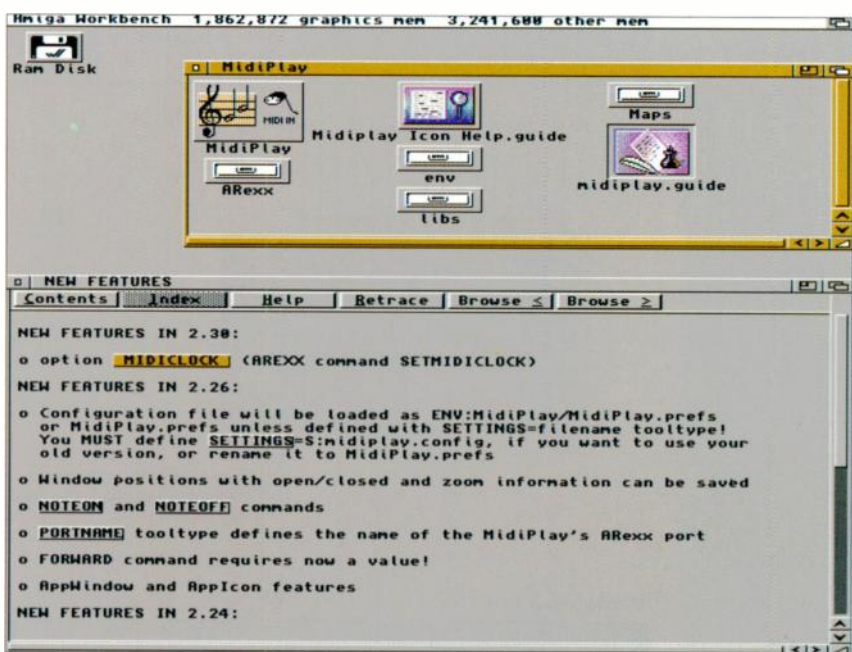 Amiga Workbench 1,862,872 graphics mem 3,241,600 other mem
Ram Disk
MidiPlay
MIDI IN
MidiPlay
Midiplay Icon Help.guide
Maps
ARexx
env
midiplay.guide
libs
NEW FEATURES
Contents Index Help Retrace Browse < Browse >
NEW FEATURES IN 2.30:
o option MIDICLOCK (AREXX command SETMIDICLOCK)
NEW FEATURES IN 2.26:
o Configuration file will be loaded as ENV:MidiPlay/MidiPlay.prefs
or MidiPlay.prefs unless defined with SETTINGS=filename tooltype!
You MUST define SETTINGS=S:midiplay.config, if you want to use your
old version, or rename it to MidiPlay.prefs
o Window positions with open/closed and zoom information can be saved
o NOTEON and NOTEOFF commands
o PORTNAME tooltype defines the name of the MidiPlay's ARexx port
o FORWARD command requires now a value!
o AppWindow and AppIcon features
NEW FEATURES IN 2.24: